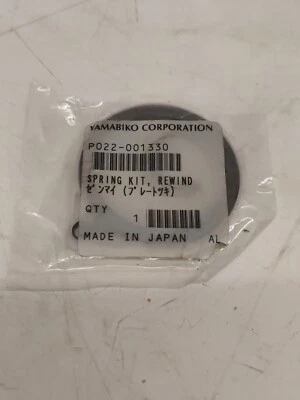 YAMABIKO CORPORATION
P022-001330
SPRING KIT, REWIND
ゼンマイ (プレートツキ)
QTY
1
MADE IN JAPAN AL